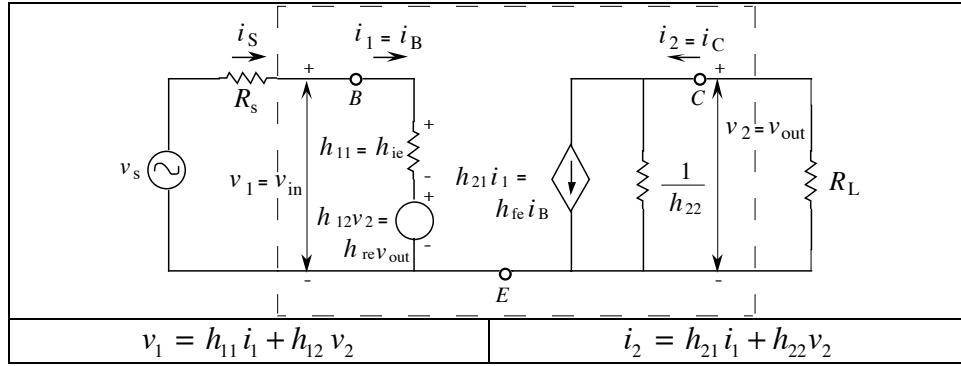 i_S
i_1 = i_B
i_2 = i_C
R_s
+
B
C
+
v_s
v_1 = v_in
h_11 = h_ie
+
-
h_12 v_2 =
h_re v_out
+
-
h_21 i_1 =
h_fe i_B
1
h_22
v_2 = v_out
R_L
-
E
-
v_1 = h_11 i_1 + h_12 v_2
i_2 = h_21 i_1 + h_22 v_2